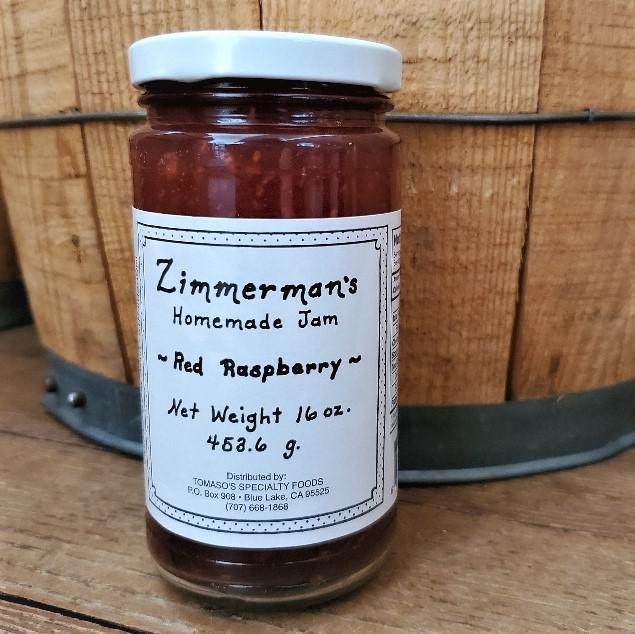 Zimmerman's
Homemade Jam
~ Red Raspberry ~
Net Weight 16 oz.
453.6 g.
Distributed by:
TOMASO'S SPECIALTY FOODS
P.O. Box 908 • Blue Lake, CA 95525
(707) 668-1868